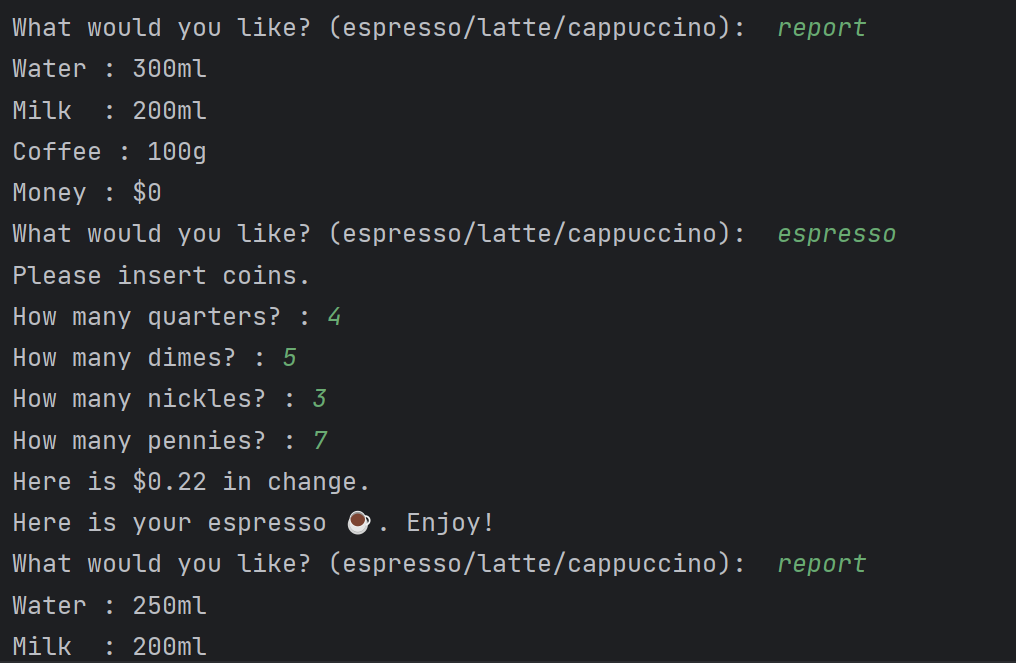 What would you like? (espresso/latte/cappuccino):  report
Water : 300ml
Milk  : 200ml
Coffee : 100g
Money : $0
What would you like? (espresso/latte/cappuccino):  espresso
Please insert coins.
How many quarters? : 4
How many dimes? : 5
How many nickles? : 3
How many pennies? : 7
Here is $0.22 in change.
Here is your espresso ☕. Enjoy!
What would you like? (espresso/latte/cappuccino):  report
Water : 250ml
Milk  : 200ml